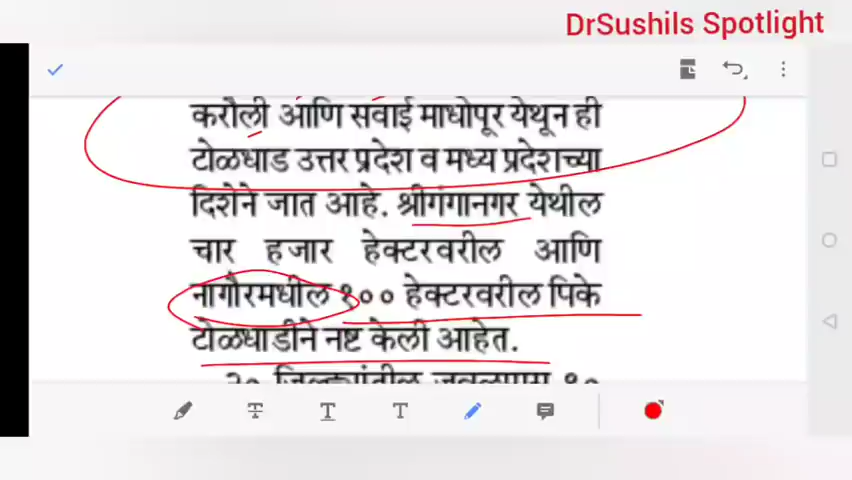 DrSushils Spotlight
करौली आणि सवाई माधोपूर येथून ही
टोळधाड उत्तर प्रदेश व मध्य प्रदेशच्या
दिशेने जात आहे. श्रीगंगानगर येथील
चार हजार हेक्टरवरील आणि
नागौरमधील १०० हेक्टरवरील पिके
टोळधाडीने नष्ट केली आहेत.